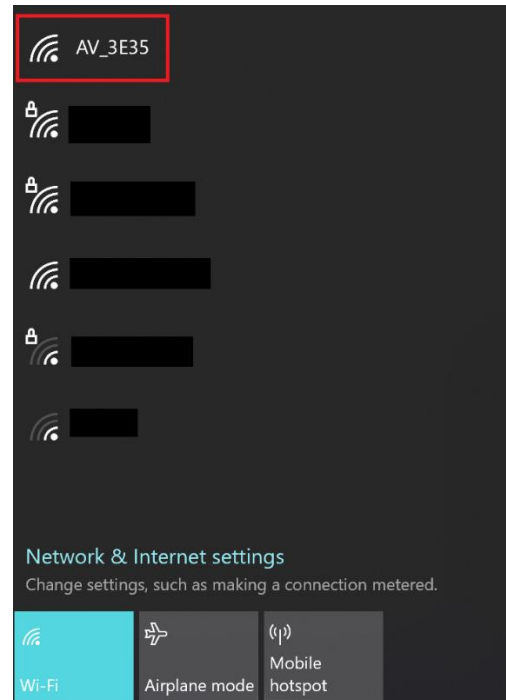 AV_3E35
Network & Internet settings
Change settings, such as making a connection metered.
Wi-Fi
Airplane mode
Mobile
hotspot